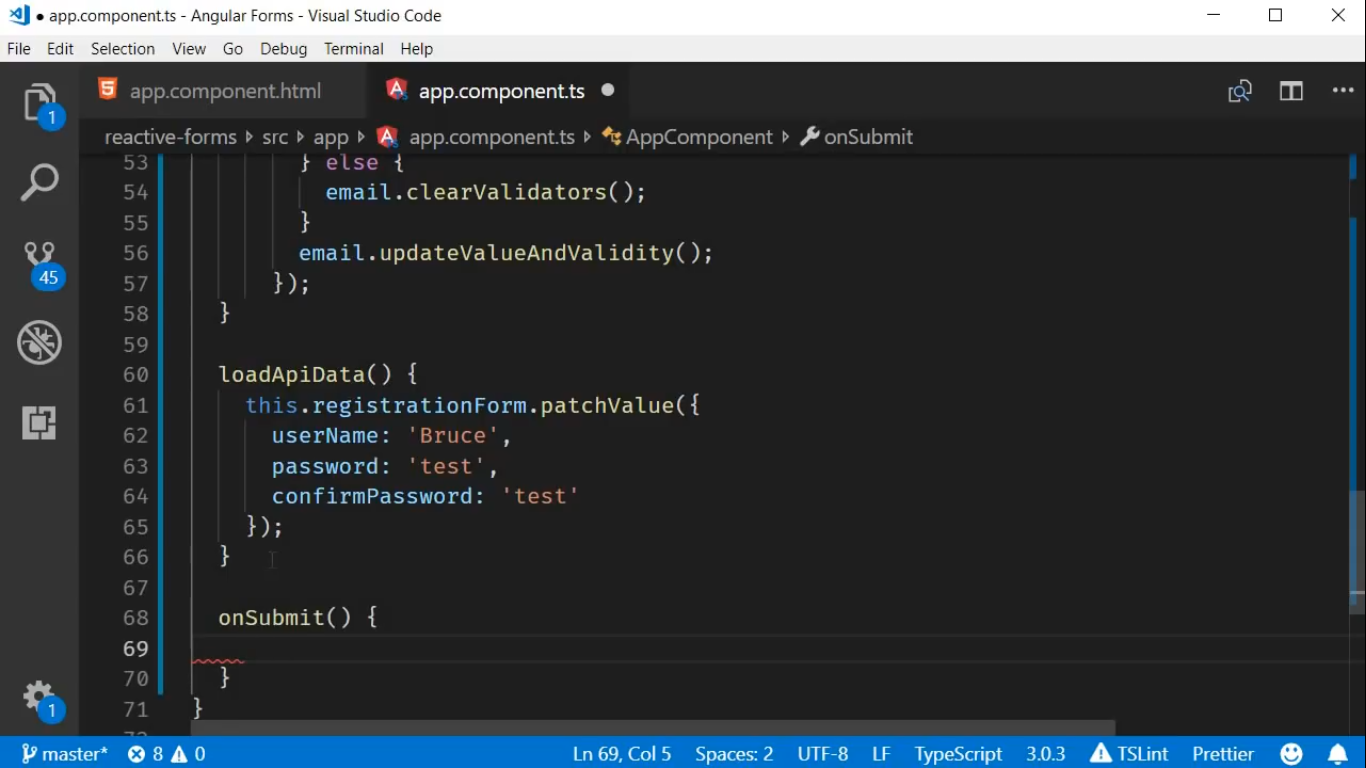 app.component.ts - Angular Forms - Visual Studio Code
File Edit Selection View Go Debug Terminal Help
app.component.html app.component.ts
reactive-forms src app app.component.ts AppComponent onSubmit
53 } else {
54 email.clearValidators();
55 }
56 email.updateValueAndValidity();
57 });
58 }
59
60 loadApiData() {
61 this.registrationForm.patchValue({
62 userName: 'Bruce',
63 password: 'test',
64 confirmPassword: 'test'
65 });
66 }
67
68 onSubmit() {
69
70 }
71 }
1
45
1
master* 8 0 Ln 69, Col 5 Spaces: 2 UTF-8 LF TypeScript 3.0.3 TSLint Prettier